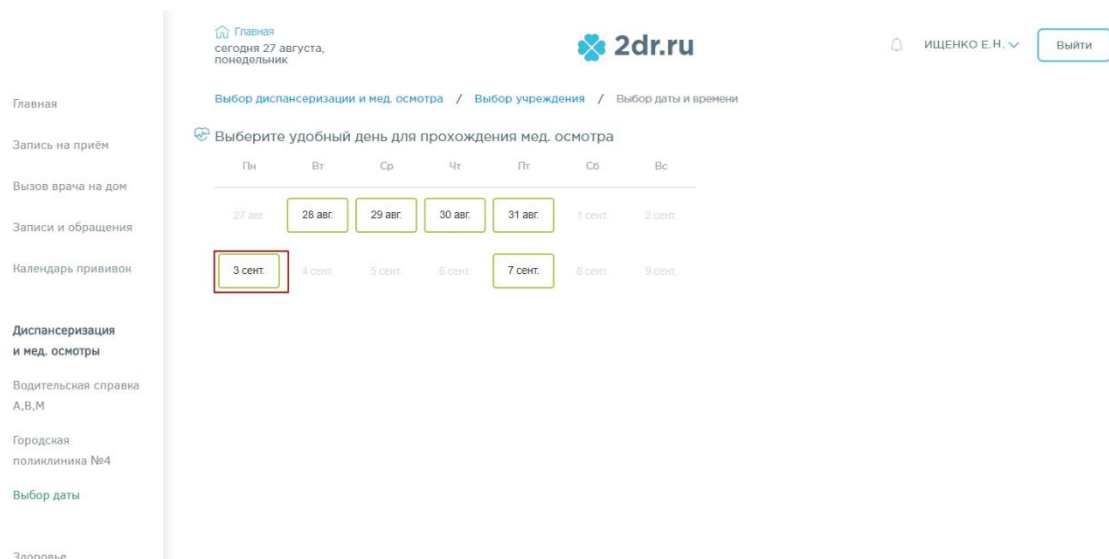 Главная
сегодня 27 августа,
понедельник
2dr.ru
ИЩЕНКО Е.Н.
Выйти
Главная
Запись на приём
Вызов врача на дом
Записи и обращения
Календарь прививок
Диспансеризация
и мед. осмотры
Водительская справка
А,В,М
Городская
поликлиника №4
Выбор даты
Здоровье
Выбор диспансеризации и мед. осмотра / Выбор учреждения / Выбор даты и времени
Выберите удобный день для прохождения мед. осмотра
Пн Вт Ср Чт Пт Сб Вс
27 авг. 28 авг. 29 авг. 30 авг. 31 авг. 1 сент. 2 сент.
3 сент. 4 сент. 5 сент. 6 сент. 7 сент. 8 сент. 9 сент.